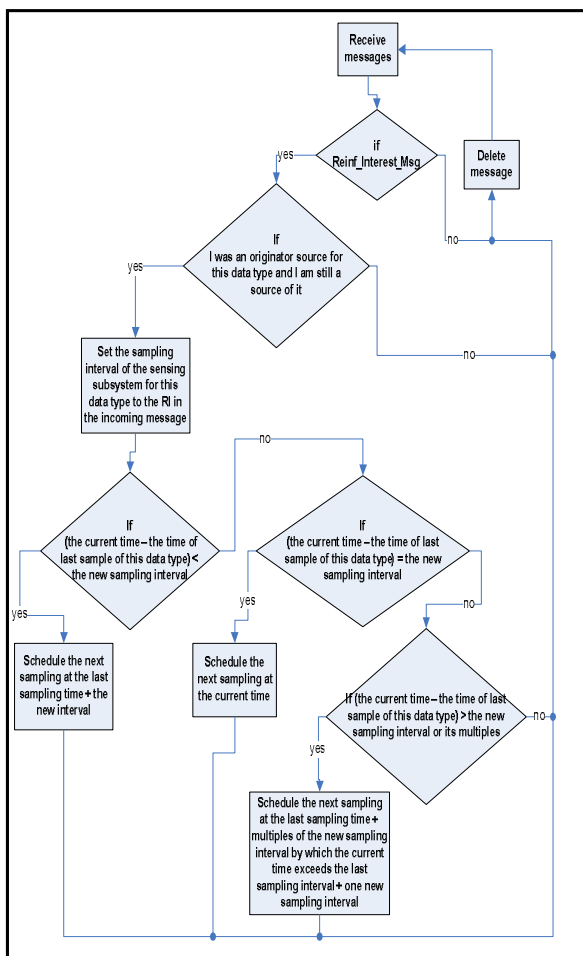 Receive
messages
if
Reinf_Interest_Msg
Delete
message
yes
no
If
I was an originator source for
this data type and I am still a
source of it
yes
no
Set the sampling
interval of the sensing
subsystem for this
data type to the RI in
the incoming message
no
If
(the current time – the time of
last sample of this data type) <
the new sampling interval
If
(the current time – the time of last
sample of this data type) = the new
sampling interval
yes
yes
no
Schedule the next
sampling at the last
sampling time + the
new interval
Schedule the
next sampling at
the current time
If (the current time – the time of last
sample of this data type) > the new
sampling interval or its multiples
no
yes
Schedule the next sampling
at the last sampling time +
multiples of the new sampling
interval by which the current
time exceeds the last
sampling interval + one new
sampling interval